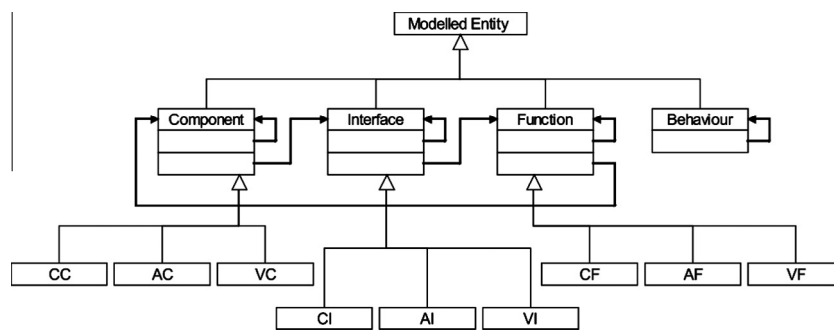 Modelled Entity
Component Interface Function Behaviour
CC AC VC CF AF VF
CI AI VI